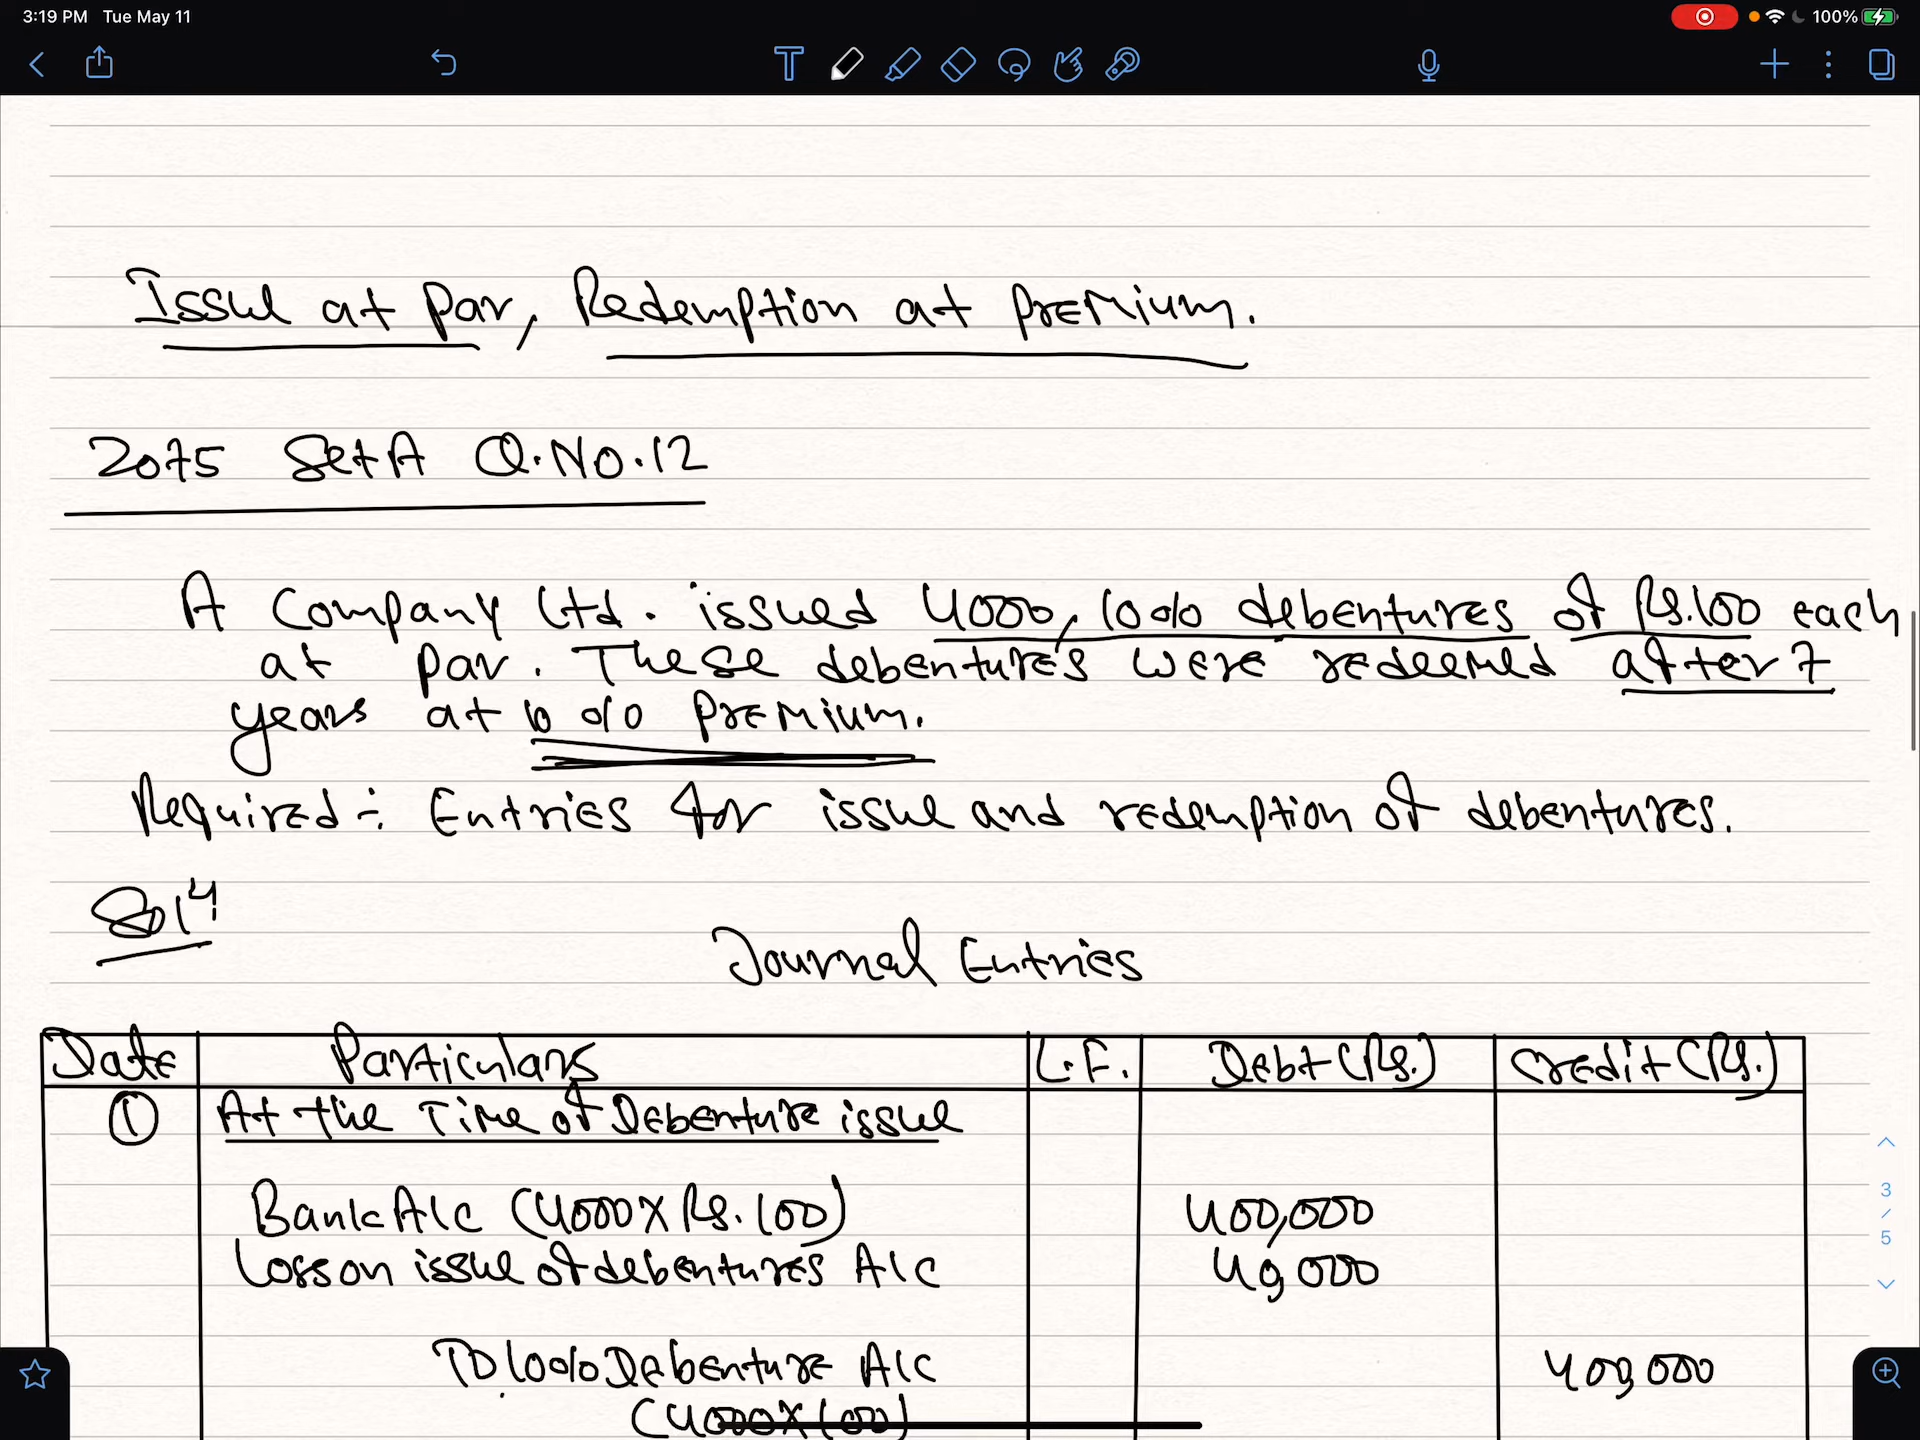 3:19 PM Tue May 11
100%
Issue at par, Redemption at premium.
2075 Set A Q.No.12
A Company Ltd. issued 4000, 10% debentures of Rs.100 each
at par. These debentures were redeemed after 7
years at 10% premium.
Required:- Entries for issue and redemption of debentures.
Solⁿ
Journal Entries
Date Particulars L.F. Debt (Rs.) Credit (Rs.)
① At the Time of Debenture issue
Bank A/c (4000 X Rs. 100) 400,000
Loss on issue of debentures A/c 40,000
3
/
5
To 10% Debenture A/c 400,000
(4000 X 100)